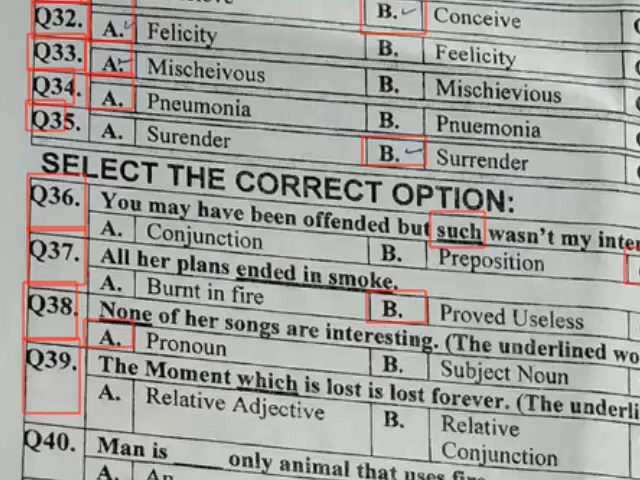 Q32. B. Conceive
A. Felicity B. Feelicity
Q33. A. Mischeivous B. Mischievious
Q34. A. Pneumonia B. Pnuemonia
Q35. A. Surender B. Surrender
SELECT THE CORRECT OPTION:
Q36. You may have been offended but such wasn't my
A. Conjunction B. Preposition
Q37. All her plans ended in smoke.
A. Burnt in fire B. Proved Useless
Q38. None of her songs are interesting. (The underlined
A. Pronoun B. Subject Noun
Q39. The Moment which is lost is lost forever. (The
A. Relative Adjective B. Relative
Conjunction
Q40. Man is ____ only animal that uses
A. An